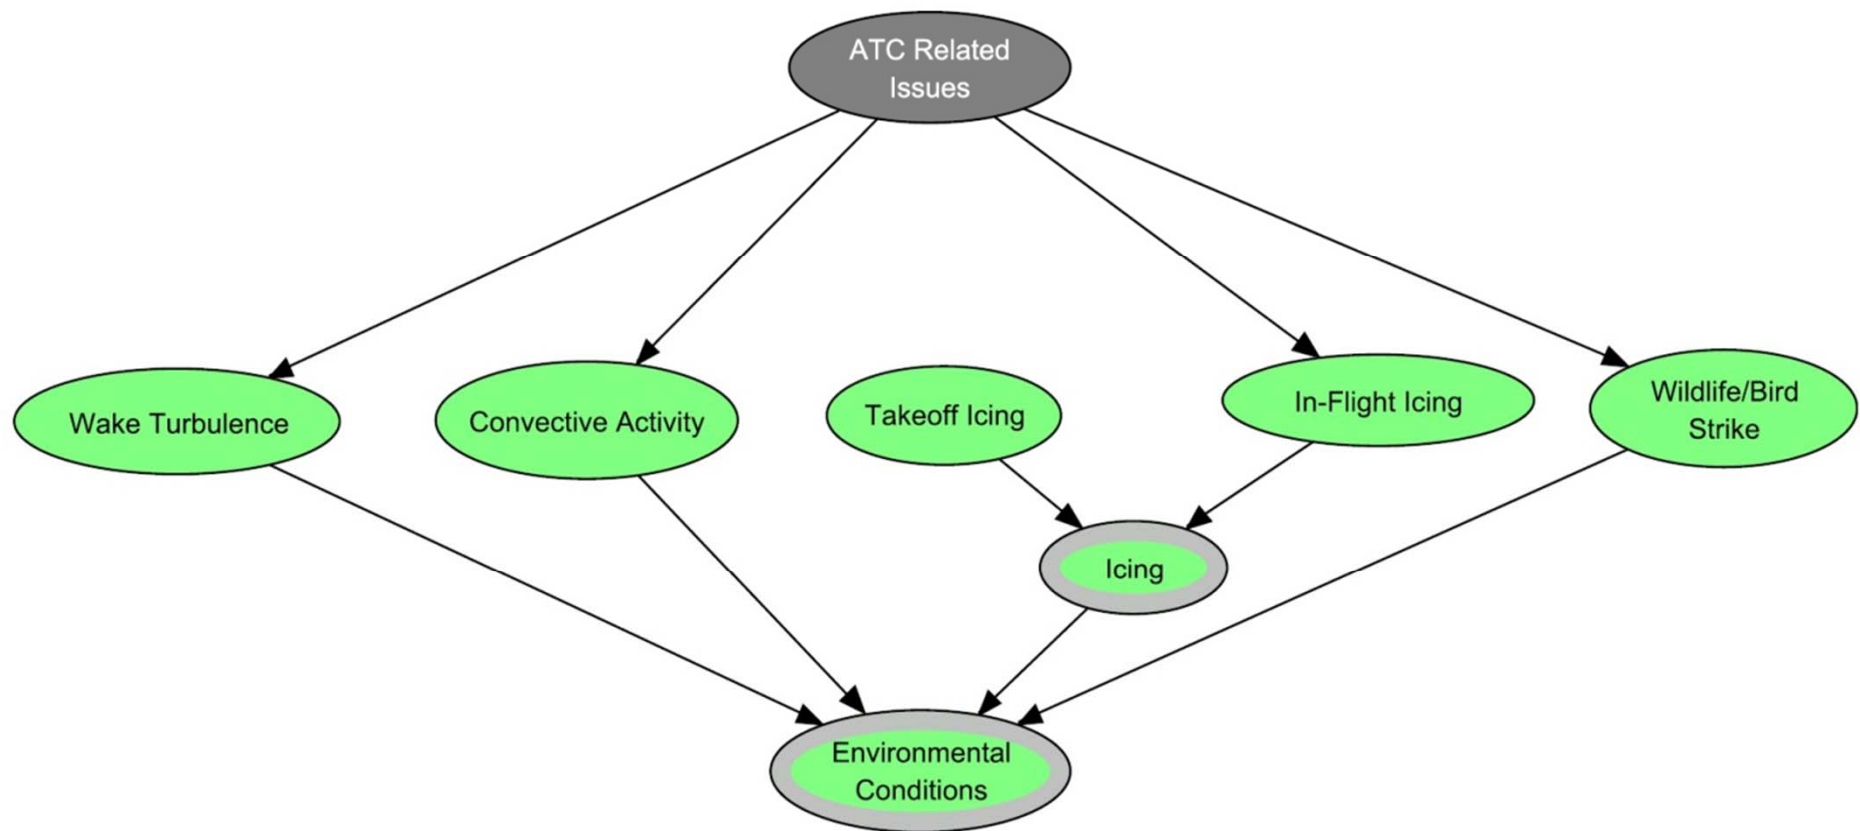 ATC Related
Issues
Wake Turbulence
Convective Activity
Takeoff Icing
In-Flight Icing
Wildlife/Bird
Strike
Icing
Environmental
Conditions